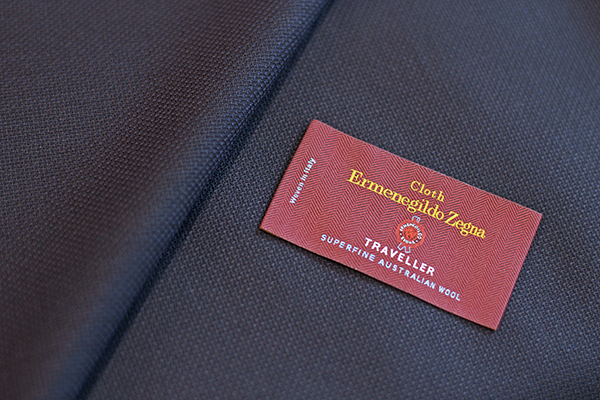 Woven in Italy
Cloth
Ermenegildo Zegna
TRAVELLER
SUPERFINE AUSTRALIAN WOOL